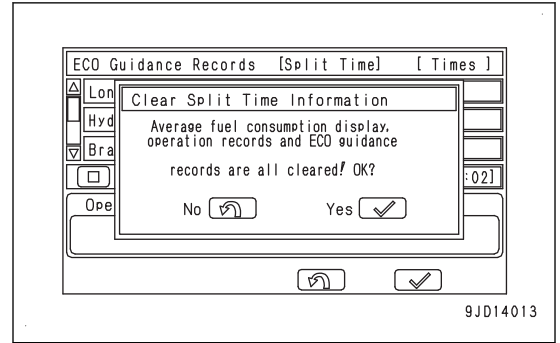 ECO Guidance Records [Split Time] [ Times ]
Lon
Clear Split Time Information
Hyd
Average fuel consumption display,
operation records and ECO guidance
Bra
records are all cleared! OK?
:02]
Ope
No Yes
9JD14013